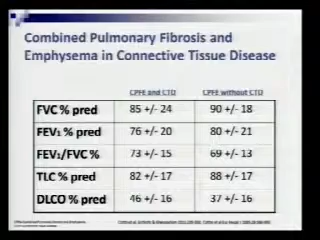 Combined Pulmonary Fibrosis and
Emphysema in Connective Tissue Disease
CPFE and CTD CPFE without CTD
FVC % pred 85 +/- 24 90 +/- 18
FEV₁ % pred 76 +/- 20 80 +/- 21
FEV₁/FVC % 73 +/- 15 69 +/- 13
TLC % pred 82 +/- 17 88 +/- 17
DLCO % pred 46 +/- 16 37 +/- 16